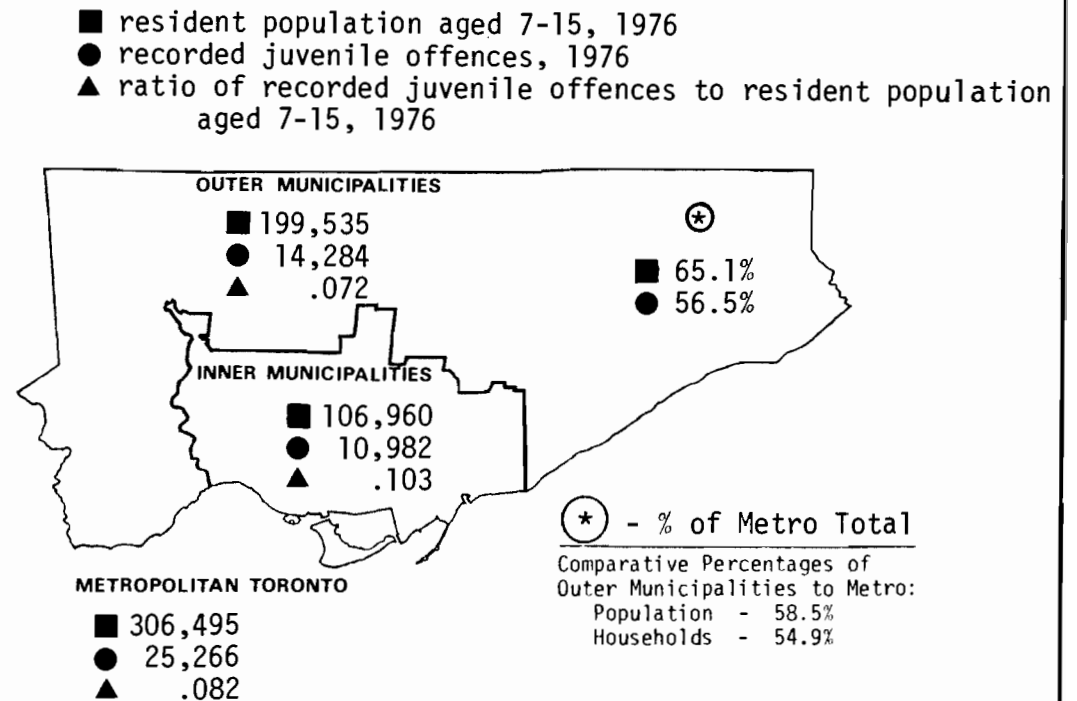 ■ resident population aged 7-15, 1976
● recorded juvenile offences, 1976
▲ ratio of recorded juvenile offences to resident population
aged 7-15, 1976
OUTER MUNICIPALITIES
■ 199,535
● 14,284
▲ .072
*
■ 65.1%
● 56.5%
INNER MUNICIPALITIES
■ 106,960
● 10,982
▲ .103
* - % of Metro Total
Comparative Percentages of
Outer Municipalities to Metro:
Population - 58.5%
Households - 54.9%
METROPOLITAN TORONTO
■ 306,495
● 25,266
▲ .082